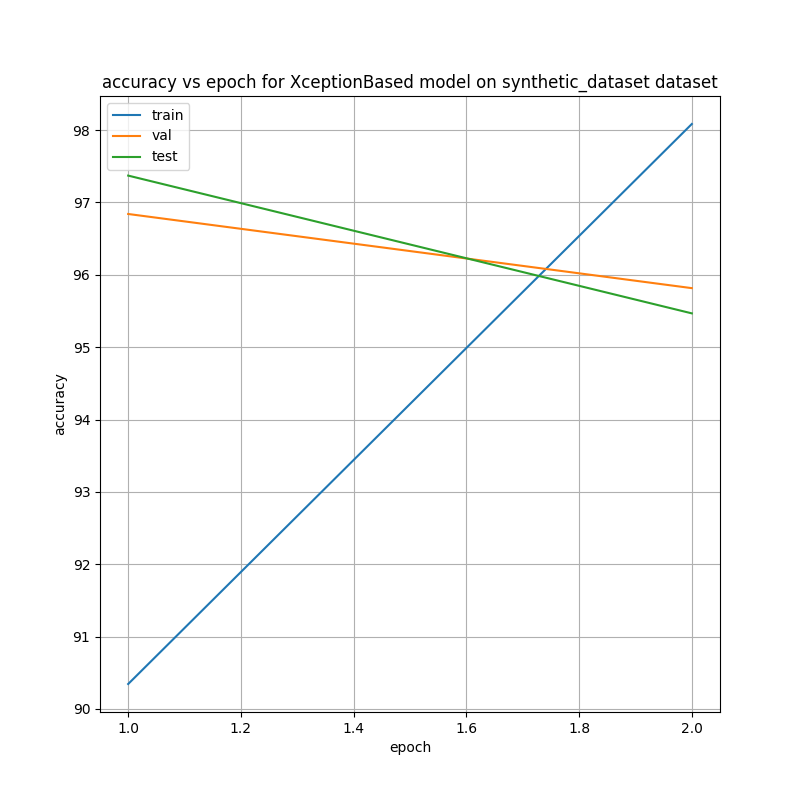 accuracy vs epoch for XceptionBased model on synthetic_dataset dataset
train
val
test
98
97
96
95
94
93
92
91
90
accuracy
1.0 1.2 1.4 1.6 1.8 2.0
epoch